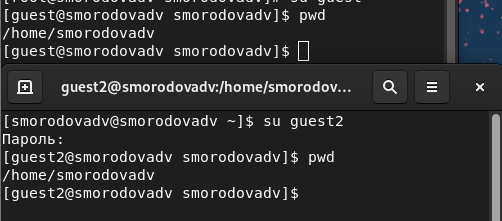 [root@smorodovadv smorodovadv]# su guest
[guest@smorodovadv smorodovadv]$ pwd
/home/smorodovadv
[guest@smorodovadv smorodovadv]$
guest2@smorodovadv:/home/smorodov...
[smorodovadv@smorodovadv ~]$ su guest2
Пароль:
[guest2@smorodovadv smorodovadv]$ pwd
/home/smorodovadv
[guest2@smorodovadv smorodovadv]$